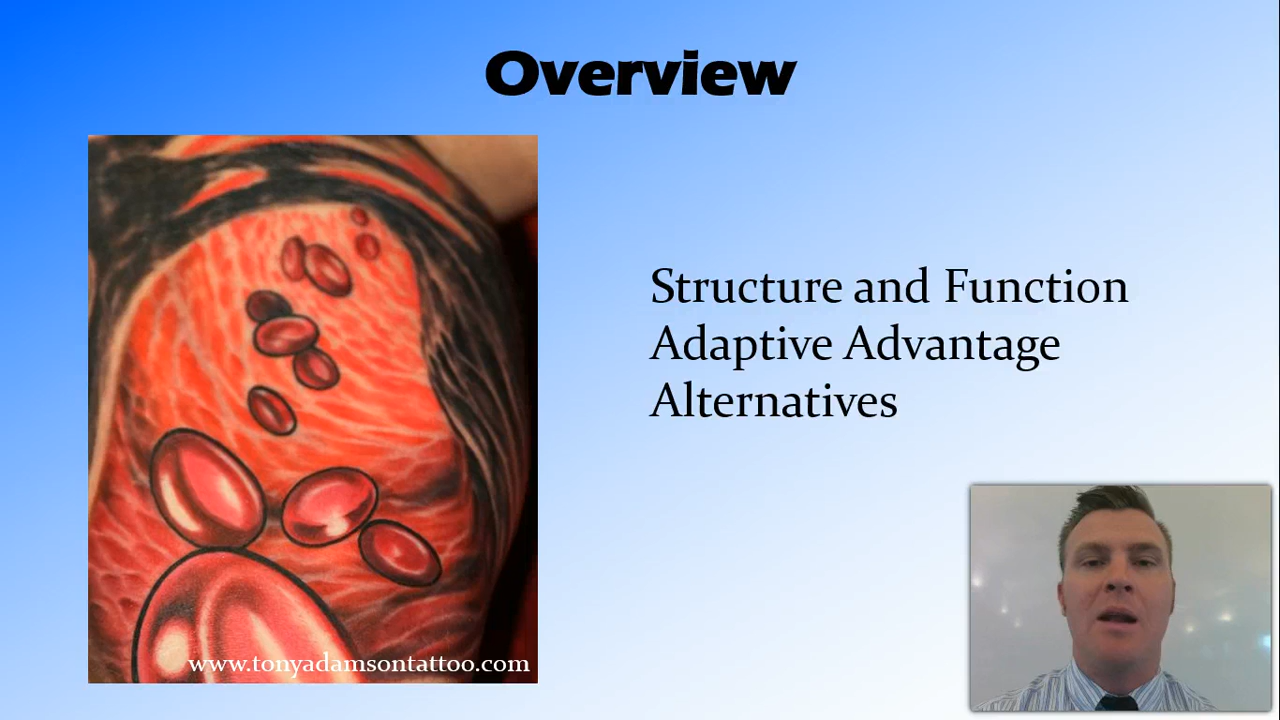 Overview
Structure and Function
Adaptive Advantage
Alternatives
www.tonyadamsontattoo.com